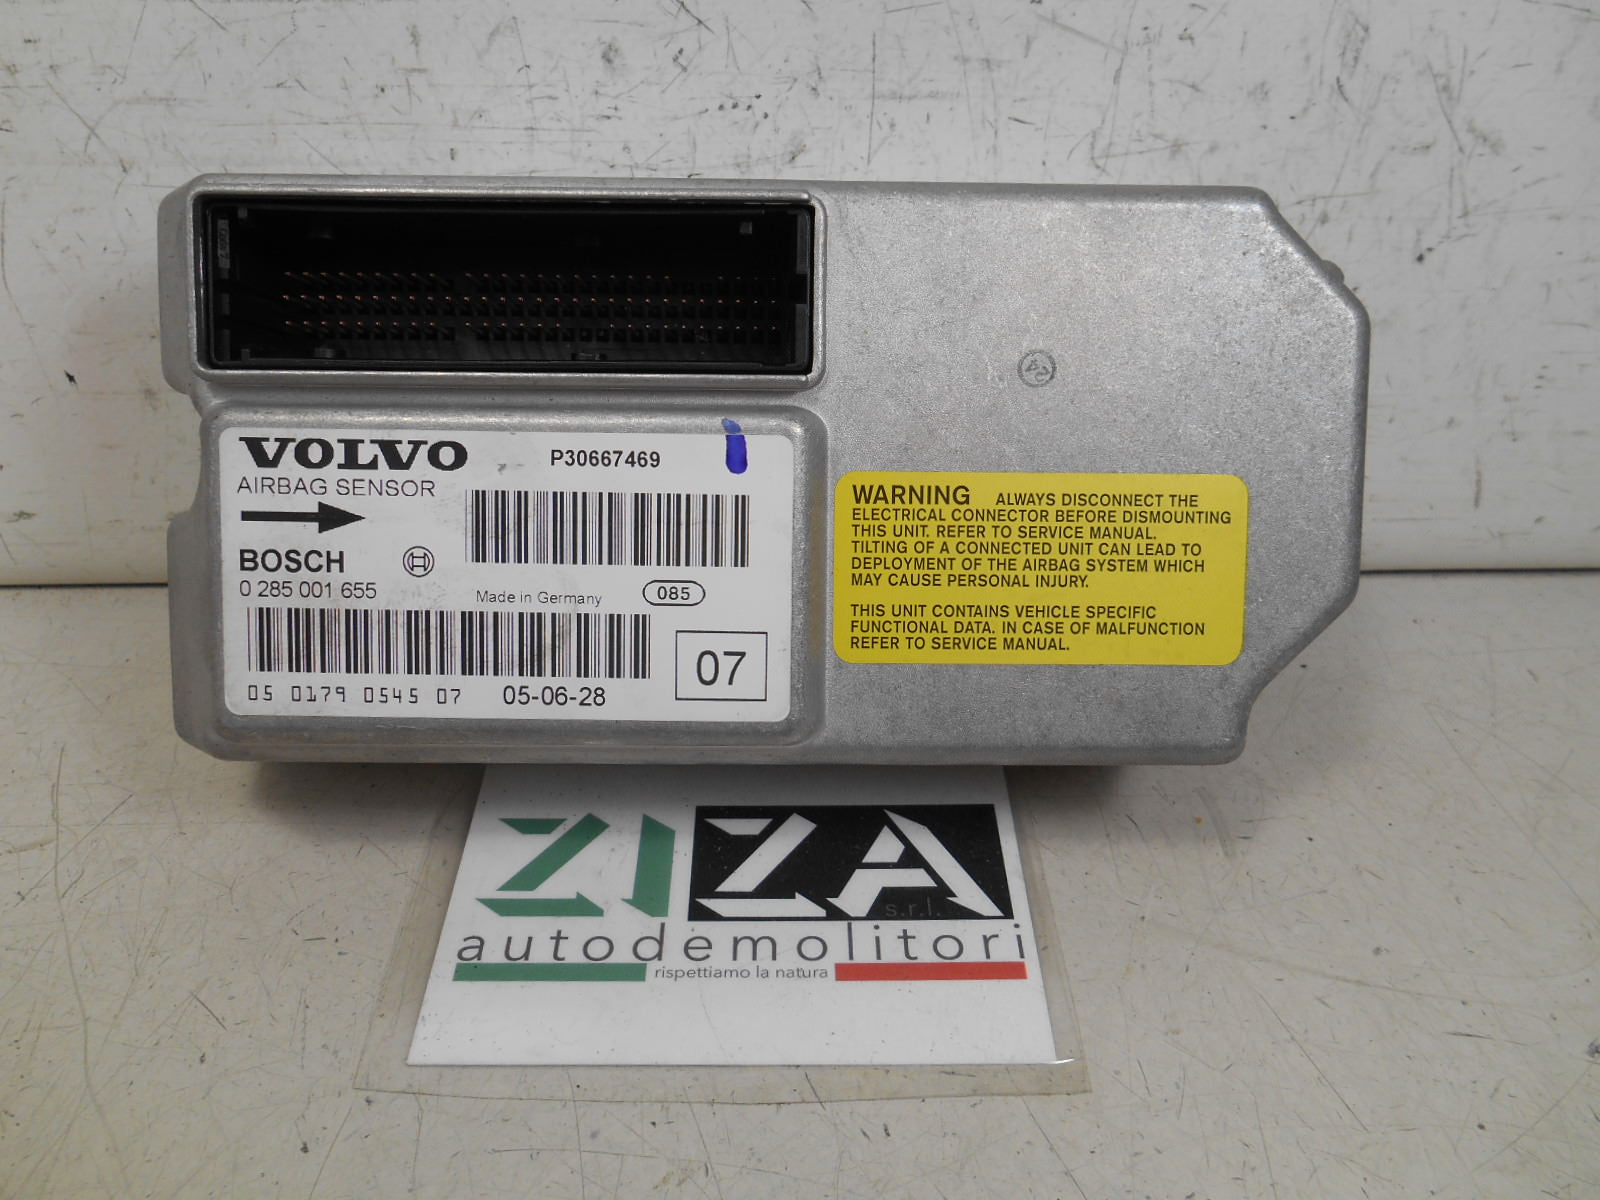 VOLVO
P30667469
AIRBAG SENSOR
BOSCH
0 285 001 655
Made in Germany
085
07
05 0179 0545 07
05-06-28
24
WARNING ALWAYS DISCONNECT THE
ELECTRICAL CONNECTOR BEFORE DISMOUNTING
THIS UNIT. REFER TO SERVICE MANUAL.
TILTING OF A CONNECTED UNIT CAN LEAD TO
DEPLOYMENT OF THE AIRBAG SYSTEM WHICH
MAY CAUSE PERSONAL INJURY.
THIS UNIT CONTAINS VEHICLE SPECIFIC
FUNCTIONAL DATA. IN CASE OF MALFUNCTION
REFER TO SERVICE MANUAL.
ZIZA
s.r.l.
autodemolitori
rispettiamo la natura